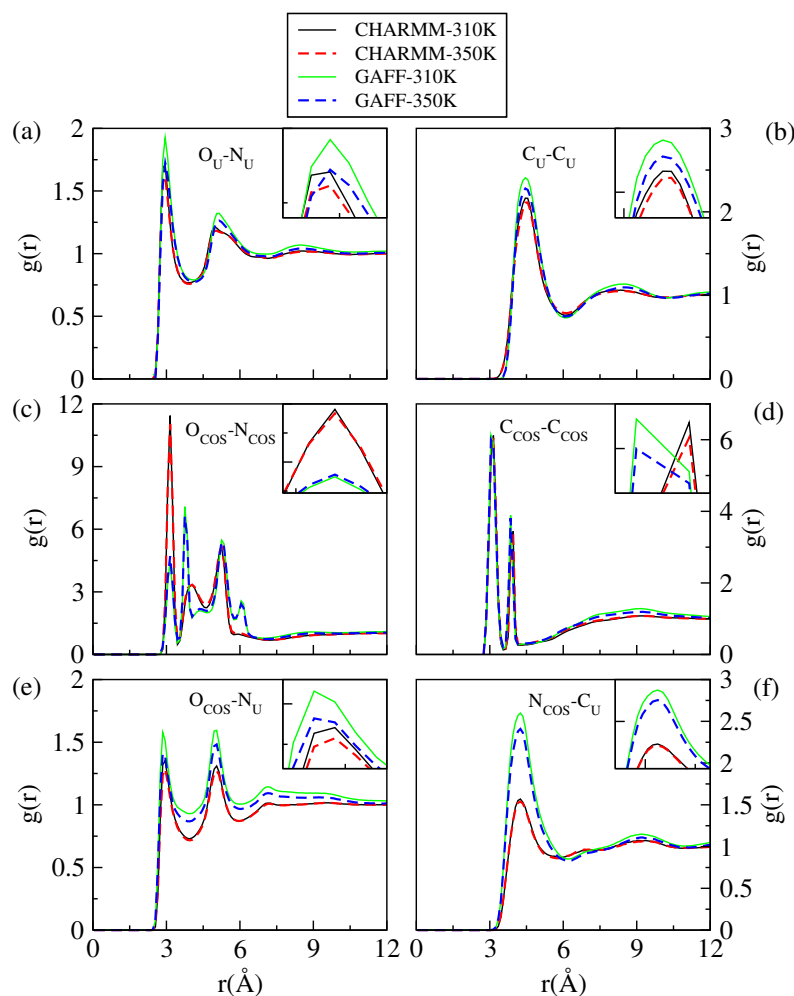 CHARMM-310K
CHARMM-350K
GAFF-310K
GAFF-350K
(a)
O_U-N_U
2
1.5
1
0.5
0
g(r)
C_U-C_U
(b)
3
2
1
0
g(r)
(c)
O_COS-N_COS
12
9
6
3
0
g(r)
C_COS-C_COS
(d)
6
4
2
0
g(r)
(e)
O_COS-N_U
2
1.5
1
0.5
0
g(r)
0 3 6 9 12
r(Å)
N_COS-C_U
(f)
3
2.5
2
1.5
1
0.5
0
g(r)
0 3 6 9 12
r(Å)